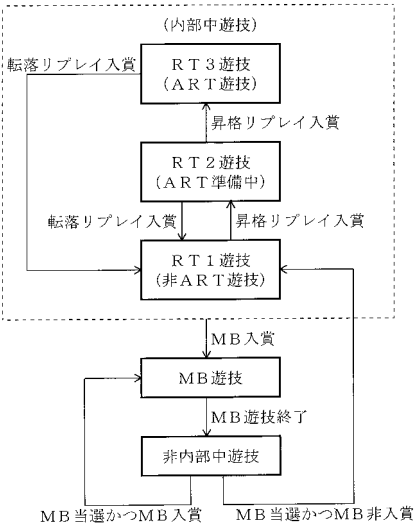 (内部中遊技)
転落リプレイ入賞
RT3遊技
(ART遊技)
昇格リプレイ入賞
RT2遊技
(ART準備中)
転落リプレイ入賞
昇格リプレイ入賞
RT1遊技
(非ART遊技)
MB入賞
MB遊技
MB遊技終了
非内部中遊技
MB当選かつMB入賞
MB当選かつMB非入賞